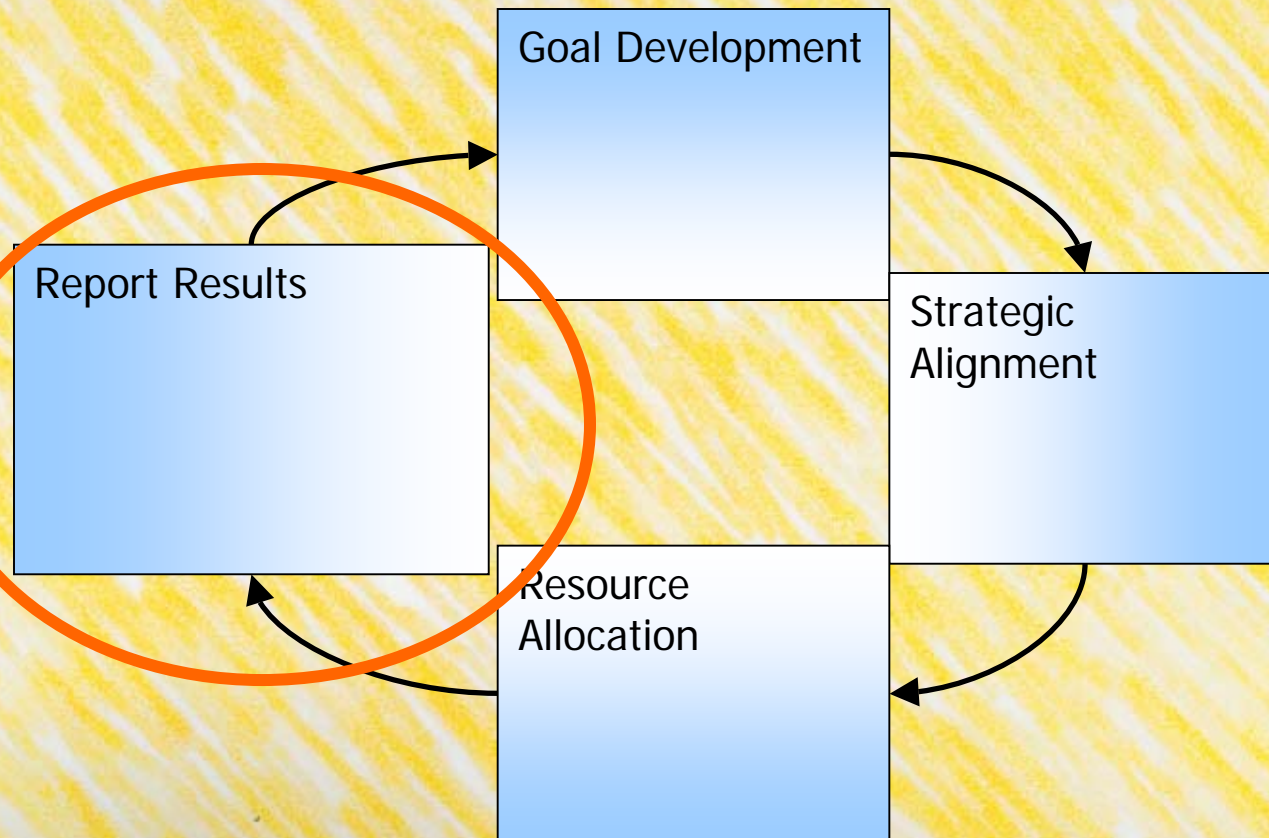 Goal Development
Report Results
Strategic
Alignment
Resource
Allocation